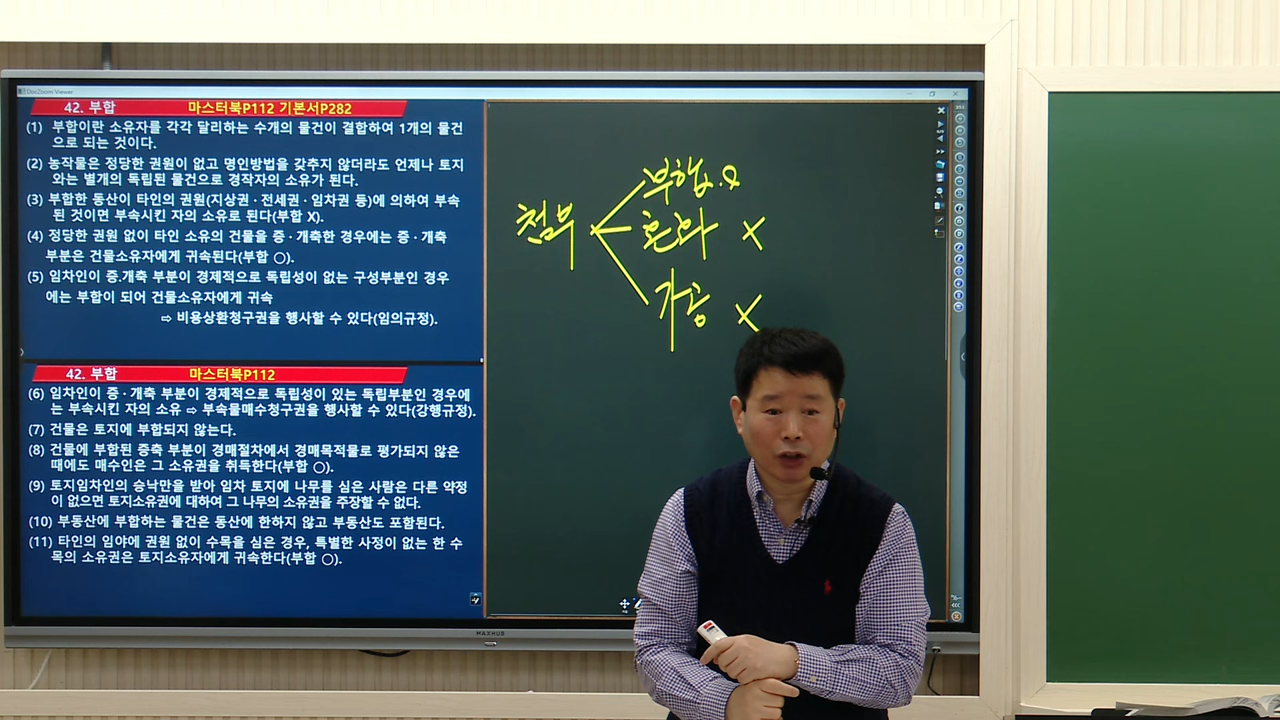 DocZoom Viewer
42. 부합 마스터북P112 기본서P282
(1) 부합이란 소유자를 각각 달리하는 수개의 물건이 결합하여 1개의 물건
으로 되는 것이다.
(2) 농작물은 정당한 권원이 없고 명인방법을 갖추지 않더라도 언제나 토지
와는 별개의 독립된 물건으로 경작자의 소유가 된다.
(3) 부합한 동산이 타인의 권원(지상권·전세권·임차권 등)에 의하여 부속
된 것이면 부속시킨 자의 소유로 된다(부합 X).
(4) 정당한 권원 없이 타인 소유의 건물을 증·개축한 경우에는 증·개축
부분은 건물소유자에게 귀속된다(부합 ○).
(5) 임차인이 증.개축 부분이 경제적으로 독립성이 없는 구성부분인 경우
에는 부합이 되어 건물소유자에게 귀속
⇨ 비용상환청구권을 행사할 수 있다(임의규정).
42. 부합 마스터북P112
(6) 임차인이 증·개축 부분이 경제적으로 독립성이 있는 독립부분인 경우에
는 부속시킨 자의 소유 ⇨ 부속물매수청구권을 행사할 수 있다(강행규정).
(7) 건물은 토지에 부합되지 않는다.
(8) 건물에 부합된 증축 부분이 경매절차에서 경매목적물로 평가되지 않은
때에도 매수인은 그 소유권을 취득한다(부합 ○).
(9) 토지임차인의 승낙만을 받아 임차 토지에 나무를 심은 사람은 다른 약정
이 없으면 토지소유권에 대하여 그 나무의 소유권을 주장할 수 없다.
(10) 부동산에 부합하는 물건은 동산에 한하지 않고 부동산도 포함된다.
(11) 타인의 임야에 권원 없이 수목을 심은 경우, 특별한 사정이 없는 한 수
목의 소유권은 토지소유자에게 귀속한다(부합 ○).
첨부
부합.○
혼화 X
가공 X
MAXHUB